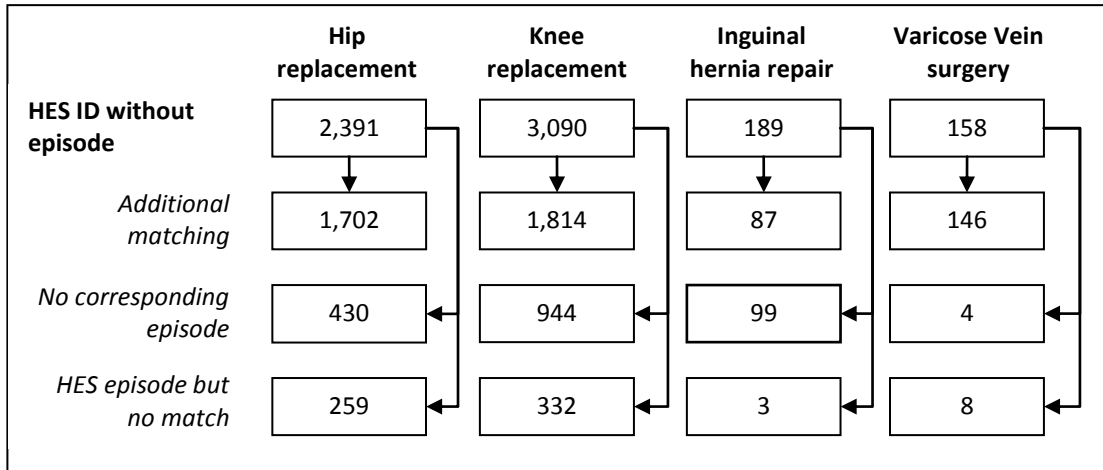 Hip Knee Inguinal Varicose Vein
replacement replacement hernia repair surgery
HES ID without
episode
2,391 3,090 189 158
Additional
matching
1,702 1,814 87 146
No corresponding
episode
430 944 99 4
HES episode but
no match
259 332 3 8